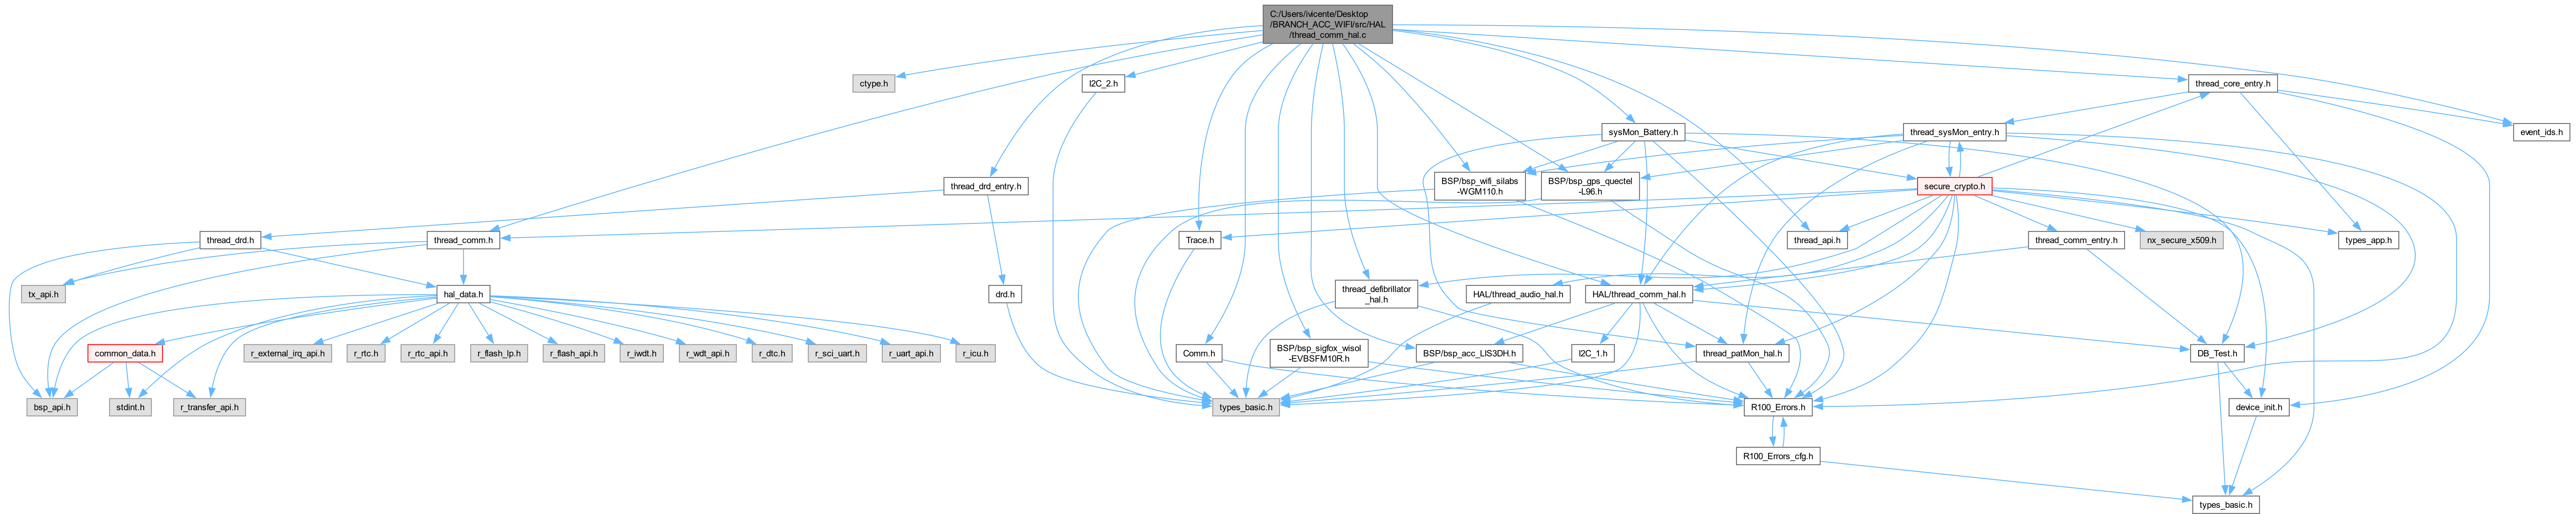 C:/Users/ivicente/Desktop
/BRANCH_ACC_WIFI/src/HAL
/thread_comm_hal.c
ctype.h
I2C_2.h
thread_core_entry.h
sysMon_Battery.h
thread_sysMon_entry.h
event_ids.h
thread_drd_entry.h
BSP/bsp_wifi_silabs
-WGM110.h
BSP/bsp_gps_quectel
-L96.h
secure_crypto.h
thread_drd.h
thread_comm.h
Trace.h
thread_api.h
thread_comm_entry.h
nx_secure_x509.h
types_app.h
tx_api.h
hal_data.h
drd.h
thread_defibrillator
_hal.h
HAL/thread_audio_hal.h
HAL/thread_comm_hal.h
common_data.h
r_external_irq_api.h
r_rtc.h
r_rtc_api.h
r_flash_lp.h
r_flash_api.h
r_iwdt.h
r_wdt_api.h
r_dtc.h
r_sci_uart.h
r_uart_api.h
r_icu.h
Comm.h
BSP/bsp_sigfox_wisol
-EVBSFM10R.h
BSP/bsp_acc_LIS3DH.h
I2C_1.h
thread_patMon_hal.h
DB_Test.h
bsp_api.h
stdint.h
r_transfer_api.h
types_basic.h
R100_Errors.h
device_init.h
R100_Errors_cfg.h
types_basic.h